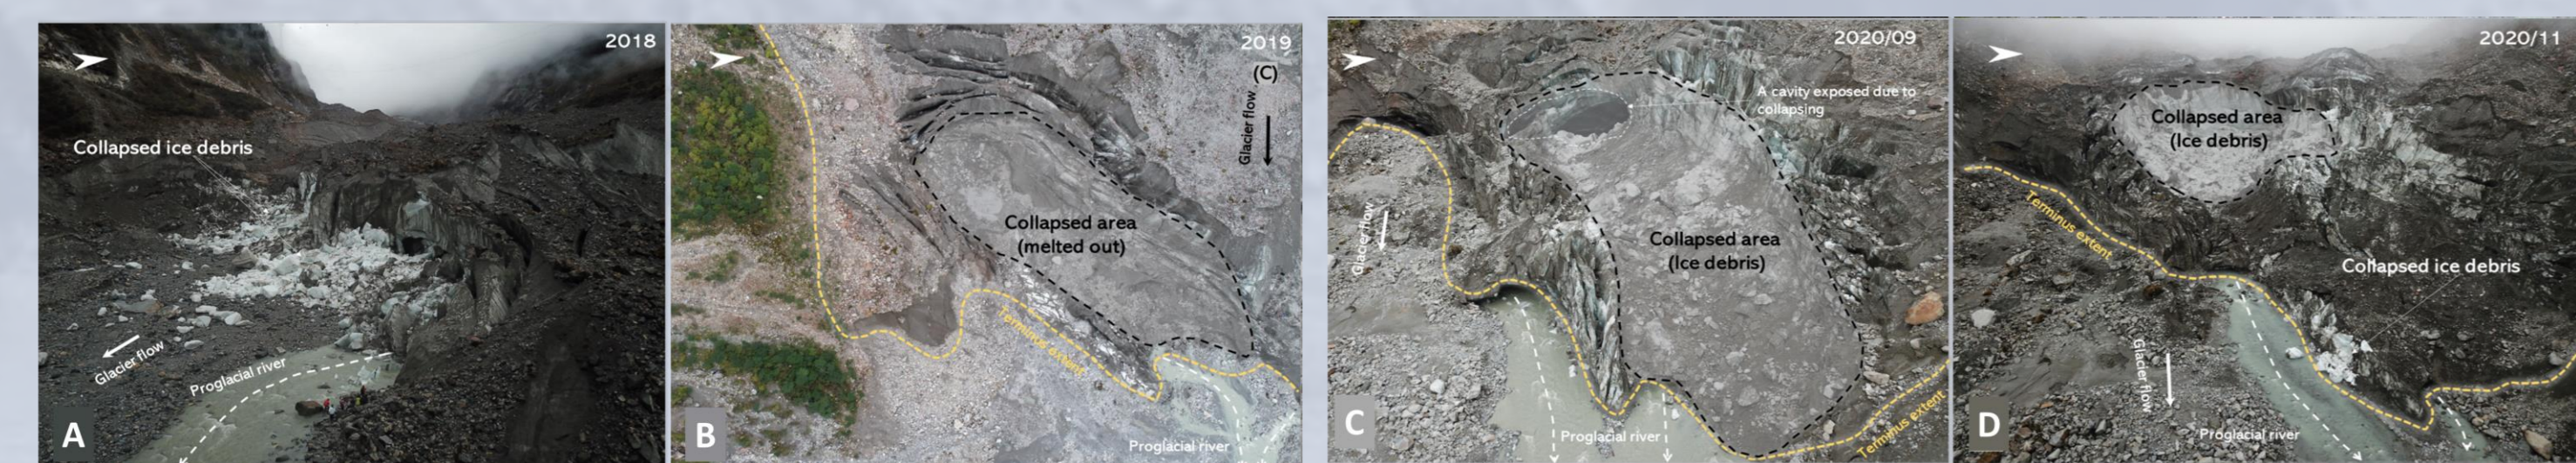 2018
Collapsed ice debris
Glacier flow
Proglacial river
A
2019
(C)
Glacier flow
Collapsed area
(melted out)
Terminus extent
Proglacial river
B
2020/09
A cavity exposed due to
collapsing
Glacier flow
Collapsed area
(Ice debris)
Proglacial river
Terminus extent
C
2020/11
Collapsed area
(Ice debris)
Terminus extent
Collapsed ice debris
Glacier flow
Proglacial river
D